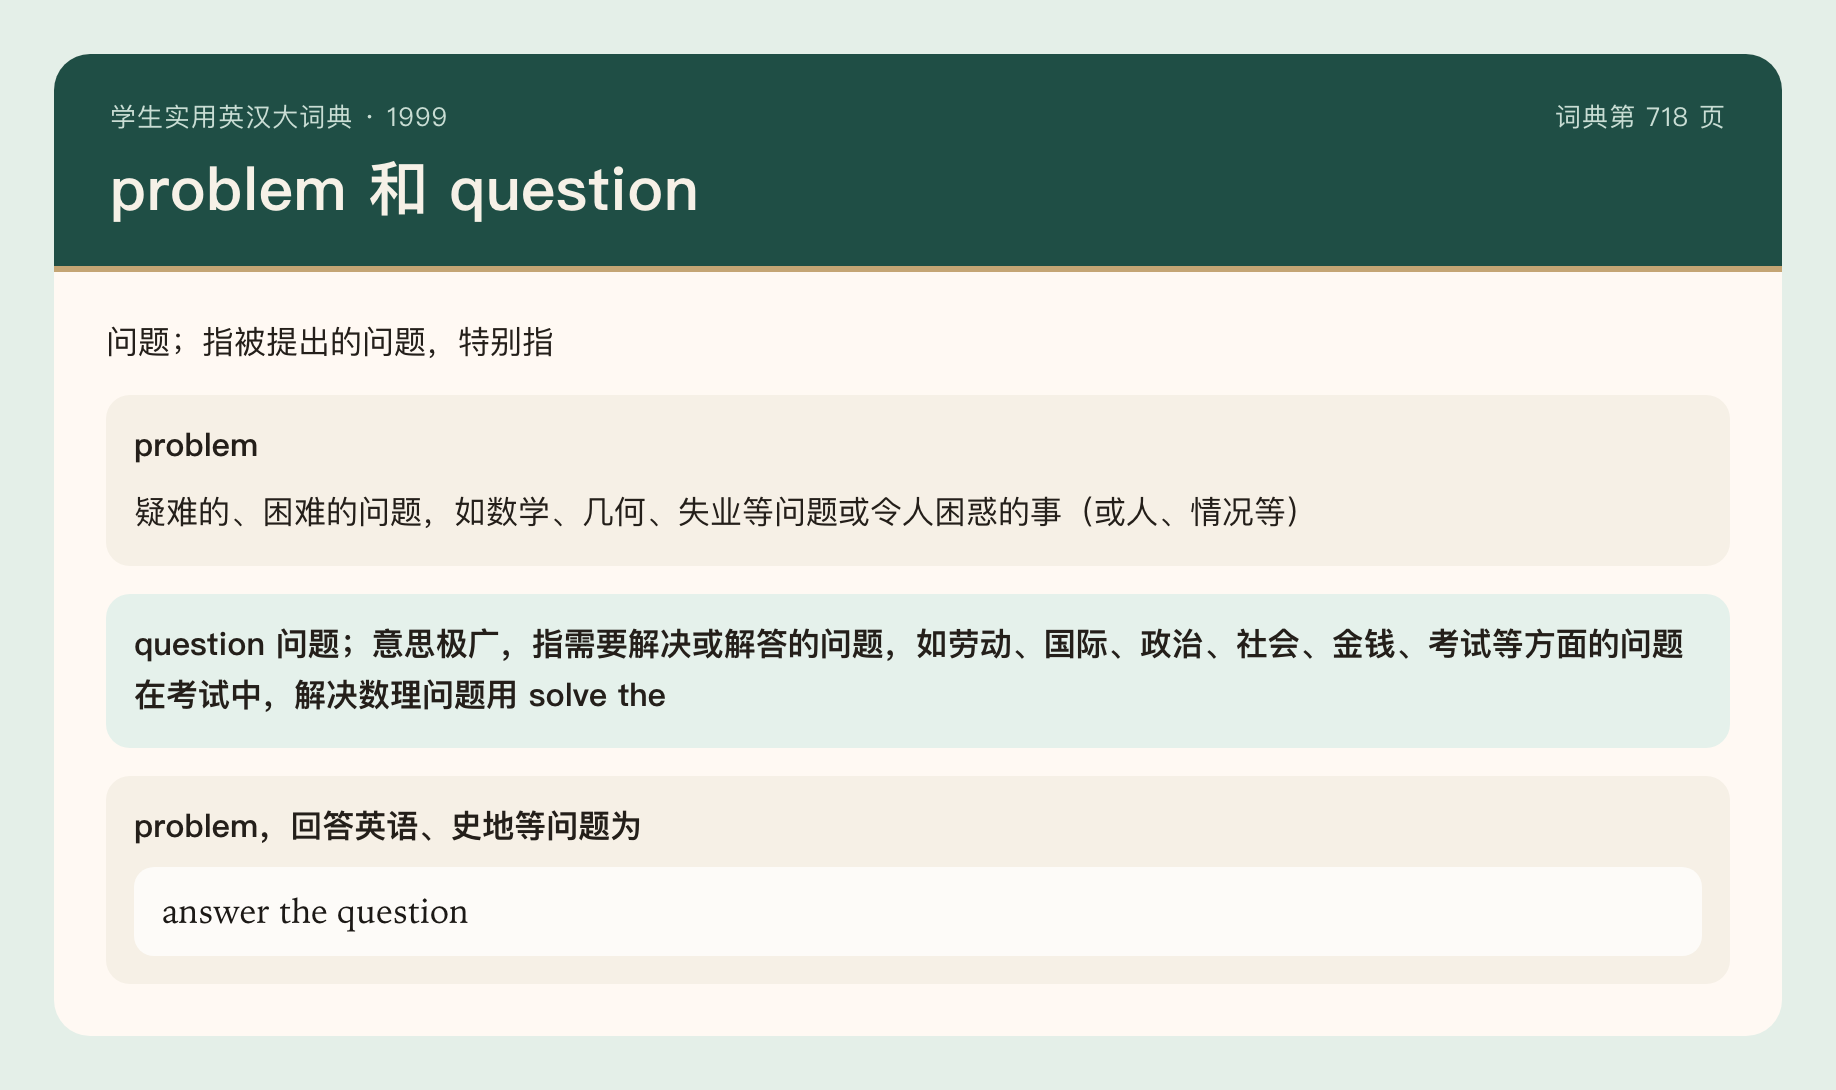 学生实用英汉大词典 · 1999
词典第 718 页
problem 和 question
问题；指被提出的问题，特别指
problem
疑难的、困难的问题，如数学、几何、失业等问题或令人困惑的事（或人、情况等）
question 问题；意思极广，指需要解决或解答的问题，如劳动、国际、政治、社会、金钱、考试等方面的问题
在考试中，解决数理问题用 solve the
problem，回答英语、史地等问题为
answer the question